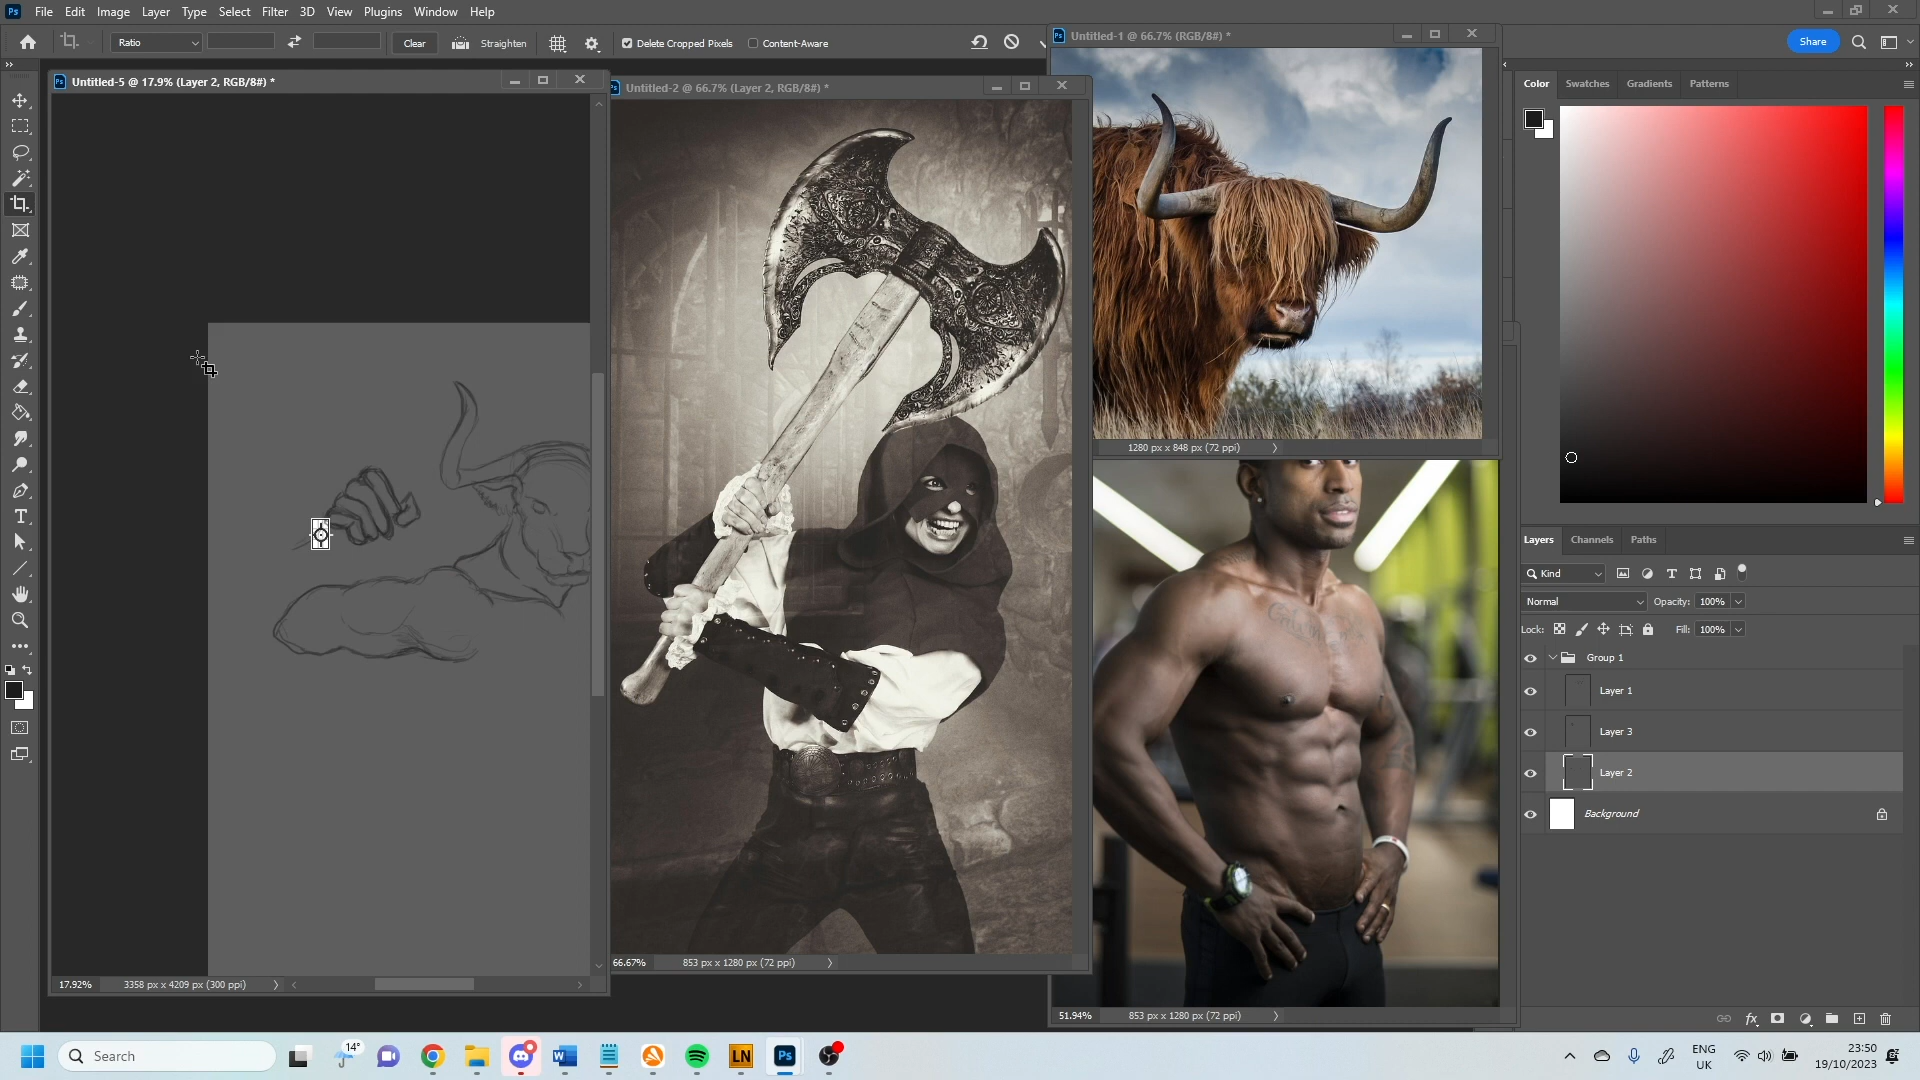 Ps File Edit Image Layer Type Select Filter 3D View Plugins Window Help
Ratio Clear Straighten Delete Cropped Pixels Content-Aware Share
Ps Untitled-5 @ 17.9% (Layer 2, RGB/8#) *
Untitled-2 @ 66.7% (Layer 2, RGB/8#) *
Ps Untitled-1 @ 66.7% (RGB/8#) *
Color Swatches Gradients Patterns
1280 px x 848 px (72 ppi)
Layers Channels Paths
Kind
Normal Opacity: 100%
Lock: Fill: 100%
Group 1
Layer 1
Layer 3
Layer 2
Background
66.67% 853 px x 1280 px (72 ppi)
17.92% 3358 px x 4209 px (300 ppi)
51.94% 853 px x 1280 px (72 ppi)
fx
Search
14°
W
LN
Ps
ENG
UK
23:50
19/10/2023